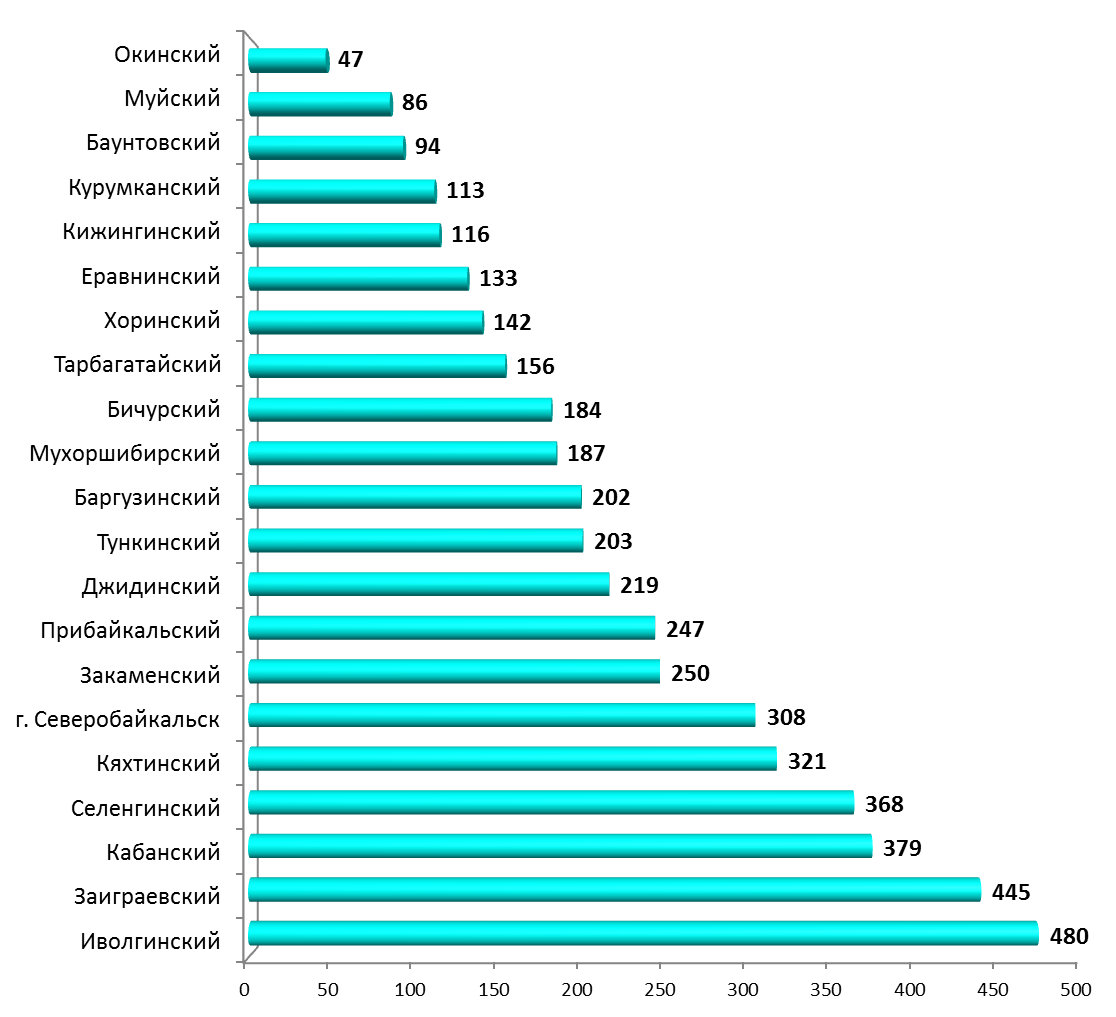 Окинский 47
Муйский 86
Баунтовский 94
Курумканский 113
Кижингинский 116
Еравнинский 133
Хоринский 142
Тарбагатайский 156
Бичурский 184
Мухоршибирский 187
Баргузинский 202
Тункинский 203
Джидинский 219
Прибайкальский 247
Закаменский 250
г. Северобайкальск 308
Кяхтинский 321
Селенгинский 368
Кабанский 379
Заиграевский 445
Иволгинский 480
0 50 100 150 200 250 300 350 400 450 500